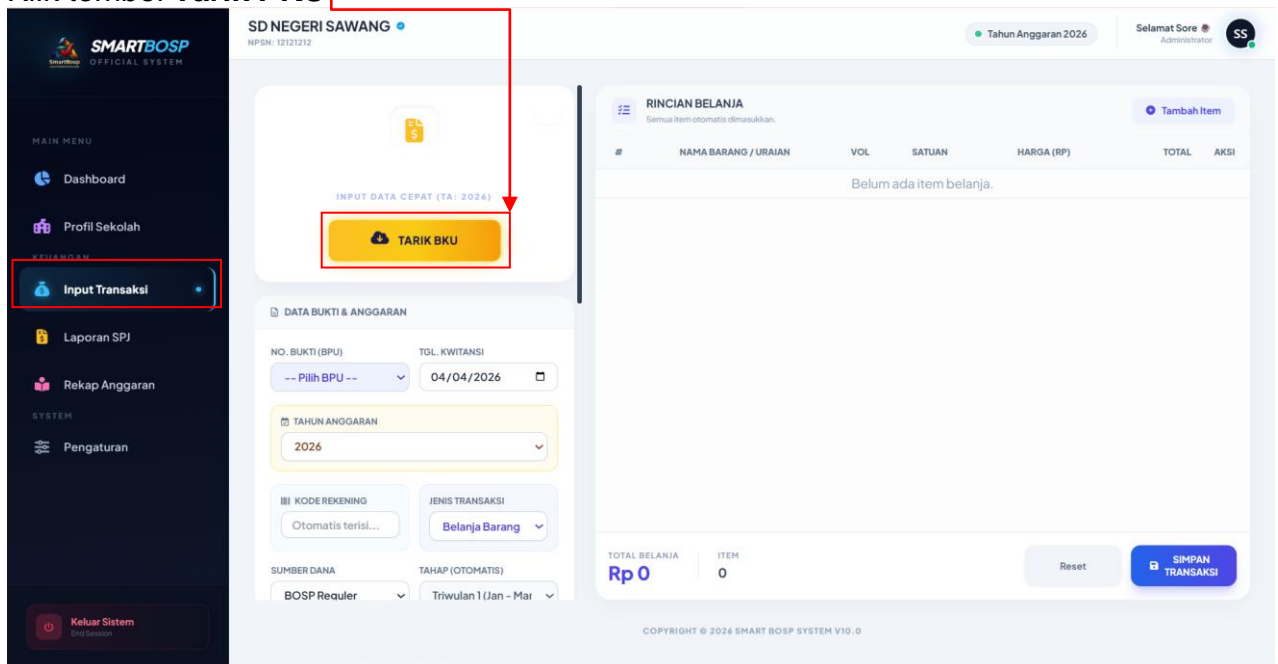 SMARTBOSP
OFFICIAL SYSTEM
SmartBosp
MAIN MENU
Dashboard
Profil Sekolah
KEUANGAN
Input Transaksi
Laporan SPJ
Rekap Anggaran
SYSTEM
Pengaturan
Keluar Sistem
End Session
SD NEGERI SAWANG
NPSN: 12121212
Tahun Anggaran 2026
Selamat Sore
Administrator
SS
INPUT DATA CEPAT (TA: 2026)
TARIK BKU
DATA BUKTI & ANGGARAN
NO. BUKTI (BPU) TGL. KWITANSI
-- Pilih BPU -- 04/04/2026
TAHUN ANGGARAN
2026
KODE REKENING JENIS TRANSAKSI
Otomatis terisi... Belanja Barang
SUMBER DANA TAHAP (OTOMATIS)
BOSP Reguler Triwulan 1 (Jan - Mar
RINCIAN BELANJA
Semua item otomatis dimasukkan.
Tambah Item
# NAMA BARANG / URAIAN VOL SATUAN HARGA (RP) TOTAL AKSI
Belum ada item belanja.
TOTAL BELANJA ITEM
Rp 0 0
Reset
SIMPAN TRANSAKSI
COPYRIGHT © 2026 SMART BOSP SYSTEM V10.0